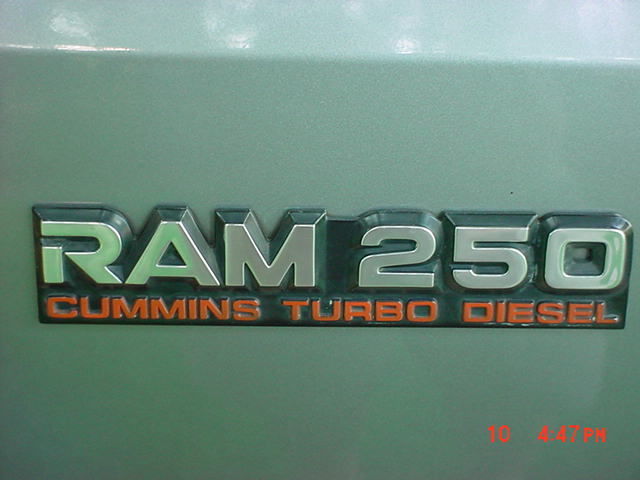 RAM 250
CUMMINS TURBO DIESEL
10 4:47PM